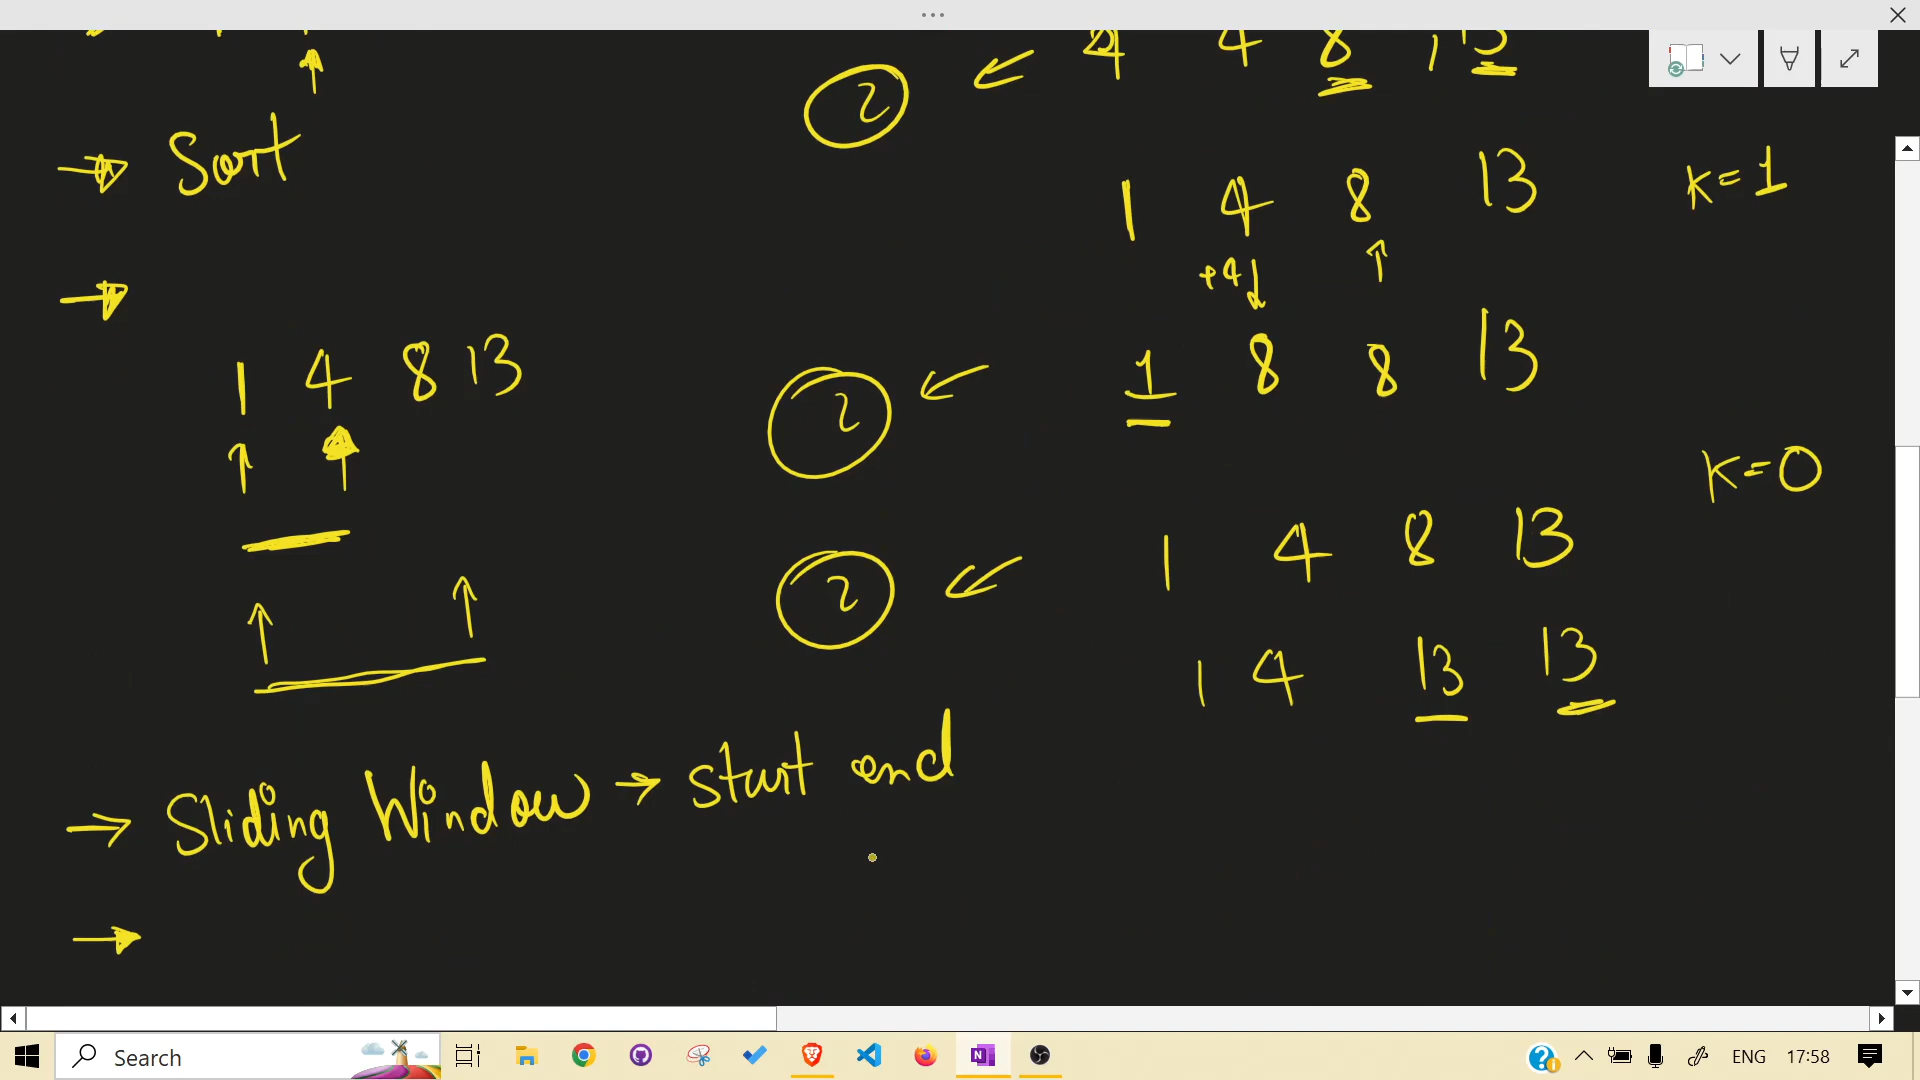 2 4 4 8 13
→ Sort
1 4 8 13 K=1
+4
→
1 4 8 13
2 1 8 8 13
K=0
2 1 4 8 13
1 4 13 13
→ Sliding Window → start end
→
Search
ENG 17:58